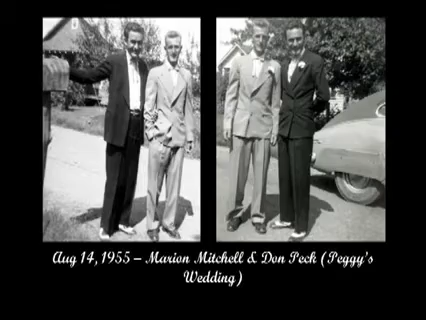 Aug 14, 1955 – Marion Mitchell & Don Peck (Peggy's
Wedding)